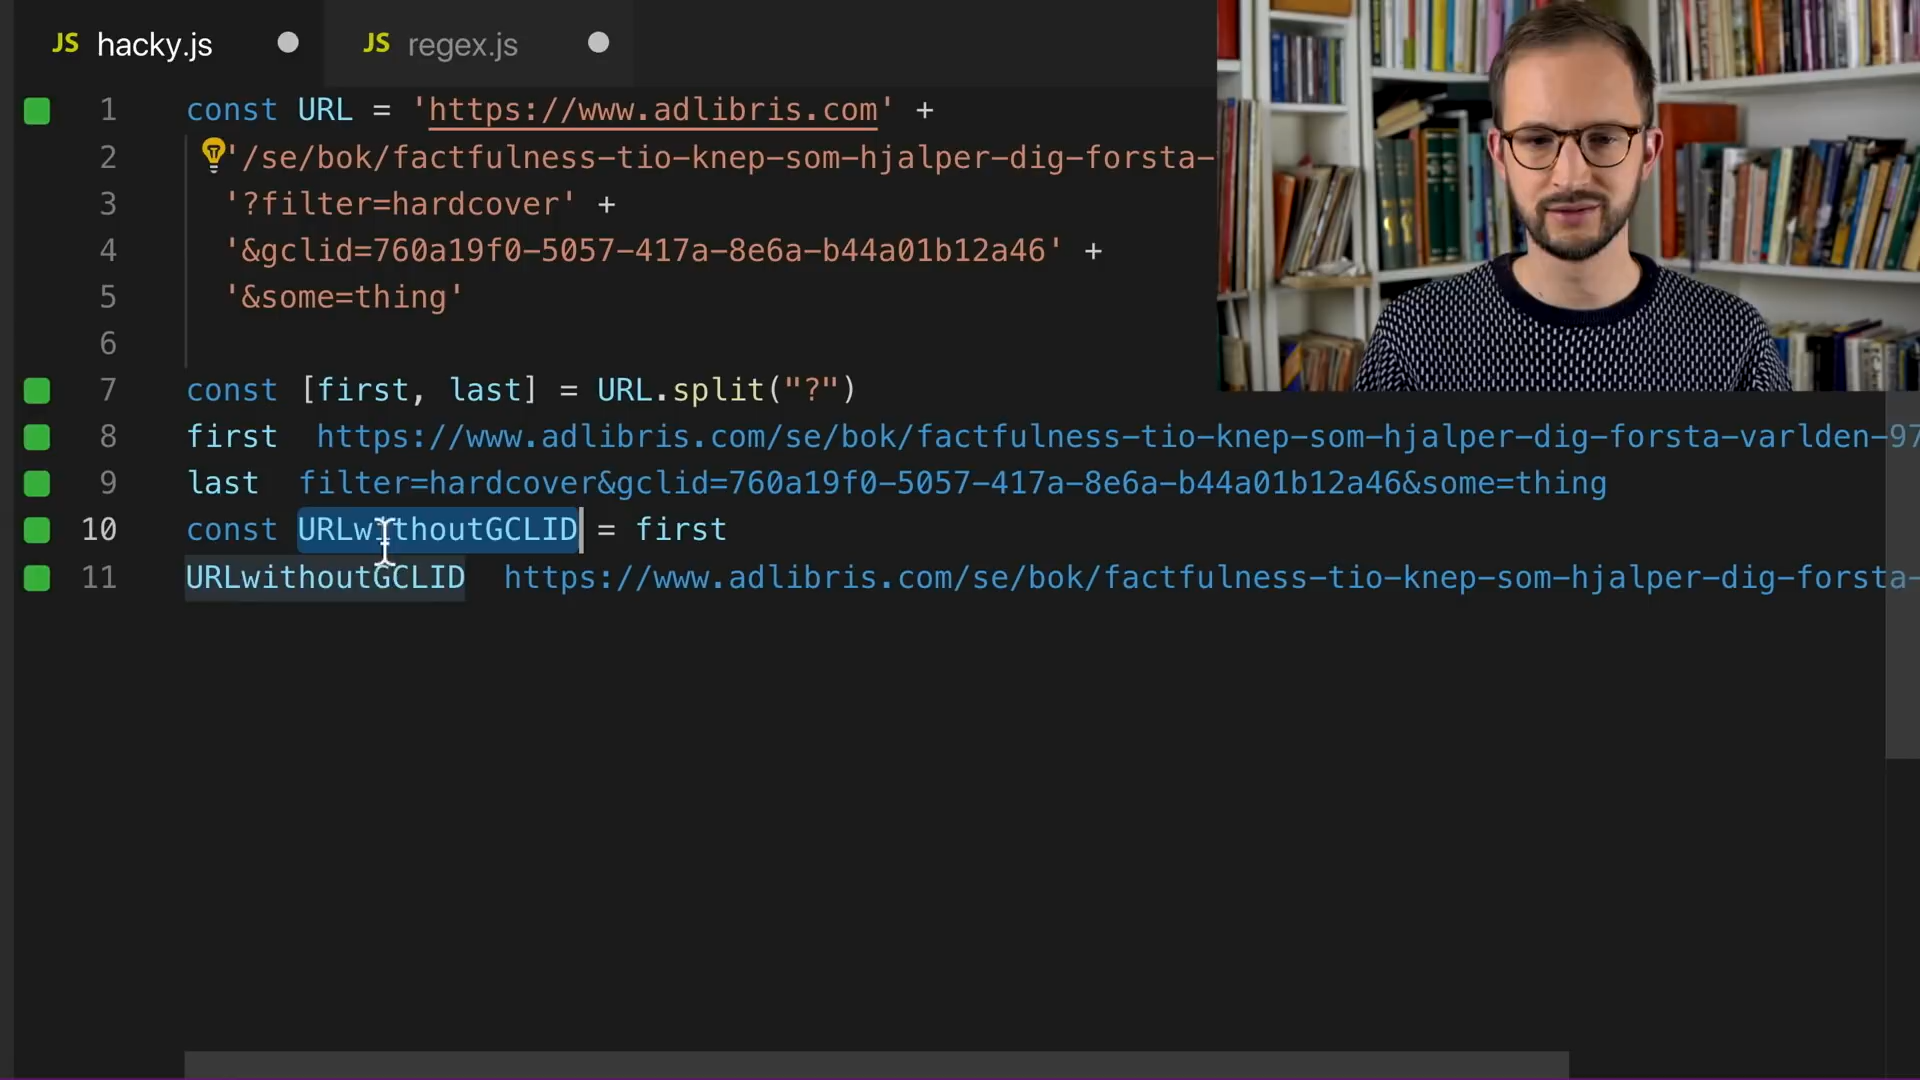 JS hacky.js JS regex.js
1 const URL = 'https://www.adlibris.com' +
2 '/se/bok/factfulness-tio-knep-som-hjalper-dig-forsta-
3 '?filter=hardcover' +
4 '&gclid=760a19f0-5057-417a-8e6a-b44a01b12a46' +
5 '&some=thing'
6
7 const [first, last] = URL.split("?")
8 first https://www.adlibris.com/se/bok/factfulness-tio-knep-som-hjalper-dig-forsta-varlden-97
9 last filter=hardcover&gclid=760a19f0-5057-417a-8e6a-b44a01b12a46&some=thing
10 const URLwithoutGCLID = first
11 URLwithoutGCLID https://www.adlibris.com/se/bok/factfulness-tio-knep-som-hjalper-dig-forsta-